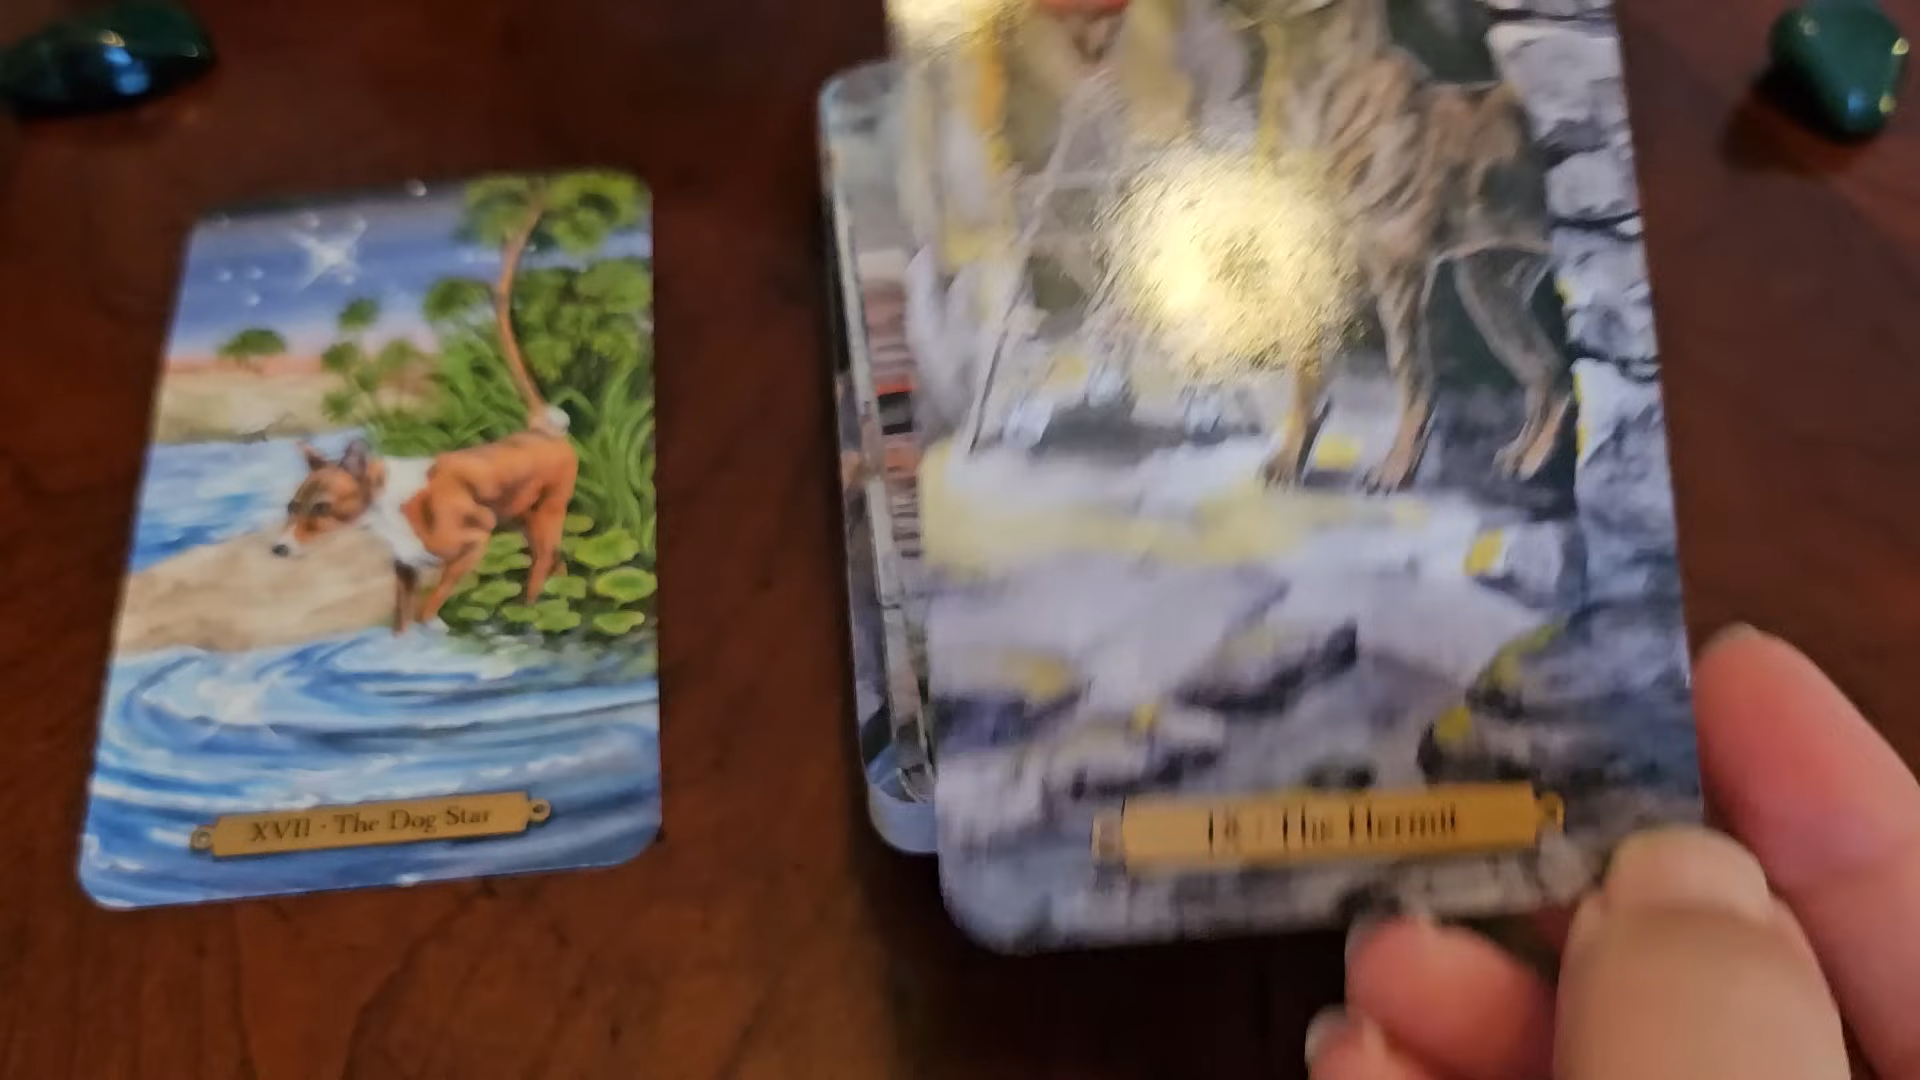 XVII · The Dog Star
IX · The Hermit